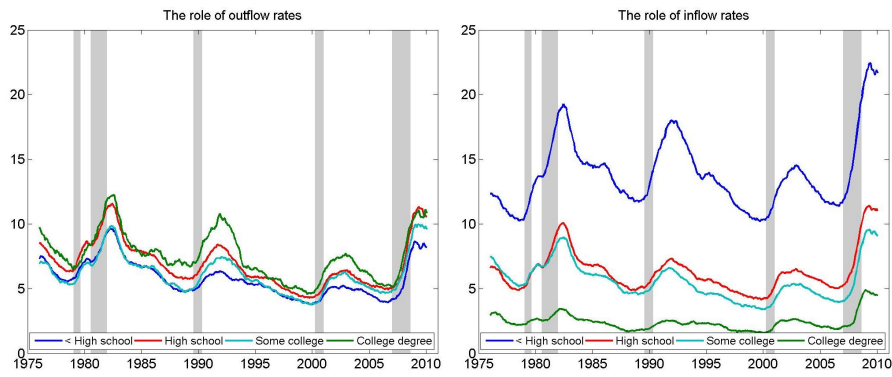 The role of outflow rates
25
20
15
10
5
0
< High school High school Some college College degree
1975 1980 1985 1990 1995 2000 2005 2010
The role of inflow rates
25
20
15
10
5
0
< High school High school Some college College degree
1975 1980 1985 1990 1995 2000 2005 2010